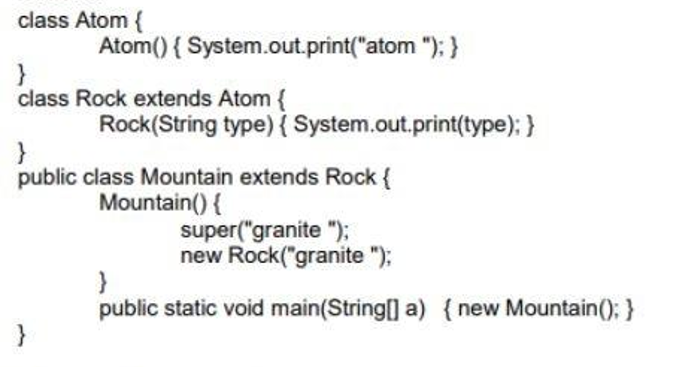 class Atom {
Atom() { System.out.print("atom "); }
}
class Rock extends Atom {
Rock(String type) { System.out.print(type); }
}
public class Mountain extends Rock {
Mountain() {
super("granite ");
new Rock("granite ");
}
public static void main(String[] a) { new Mountain(); }
}